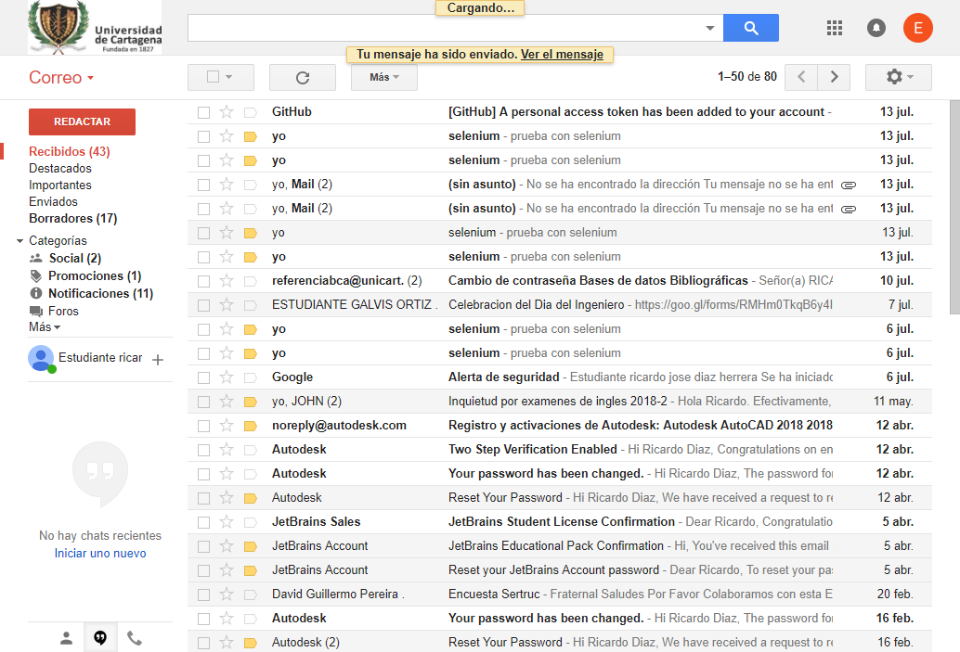 Cargando...
Universidad
de Cartagena
Fundada en 1827
E
Tu mensaje ha sido enviado. Ver el mensaje
Correo
Más
1–50 de 80
REDACTAR
Recibidos (43)
Destacados
Importantes
Enviados
Borradores (17)
Categorías
Social (2)
Promociones (1)
Notificaciones (11)
Foros
Más
Estudiante ricar
No hay chats recientes
Iniciar uno nuevo
GitHub [GitHub] A personal access token has been added to your account - 13 jul.
yo selenium - prueba con selenium 13 jul.
yo selenium - prueba con selenium 13 jul.
yo, Mail (2) (sin asunto) - No se ha encontrado la dirección Tu mensaje no se ha ent 13 jul.
yo, Mail (2) (sin asunto) - No se ha encontrado la dirección Tu mensaje no se ha ent 13 jul.
yo selenium - prueba con selenium 13 jul.
yo selenium - prueba con selenium 13 jul.
referenciabca@unicart. (2) Cambio de contraseña Bases de datos Bibliográficas - Señor(a) RICA 10 jul.
ESTUDIANTE GALVIS ORTIZ . Celebracion del Dia del Ingeniero - https://goo.gl/forms/RMHm0TkqB6y4I 7 jul.
yo selenium - prueba con selenium 6 jul.
yo selenium - prueba con selenium 6 jul.
Google Alerta de seguridad - Estudiante ricardo jose diaz herrera Se ha iniciado 6 jul.
yo, JOHN (2) Inquietud por examenes de ingles 2018-2 - Hola Ricardo. Efectivamente, 11 may.
noreply@autodesk.com Registro y activaciones de Autodesk: Autodesk AutoCAD 2018 2018 12 abr.
Autodesk Two Step Verification Enabled - Hi Ricardo Diaz, Congratulations on en 12 abr.
Autodesk Your password has been changed. - Hi Ricardo Diaz, The password for 12 abr.
Autodesk Reset Your Password - Hi Ricardo Diaz, We have received a request to re 12 abr.
JetBrains Sales JetBrains Student License Confirmation - Dear Ricardo, Congratulatio 5 abr.
JetBrains Account JetBrains Educational Pack Confirmation - Hi, You've received this email 5 abr.
JetBrains Account Reset your JetBrains Account password - Dear Ricardo, To reset your pa 5 abr.
David Guillermo Pereira . Encuesta Sertruc - Fraternal Saludes Por Favor Colaboramos con esta E 20 feb.
Autodesk Your password has been changed. - Hi Ricardo Diaz, The password for 16 feb.
Autodesk (2) Reset Your Password - Hi Ricardo Diaz, We have received a request to re 16 feb.